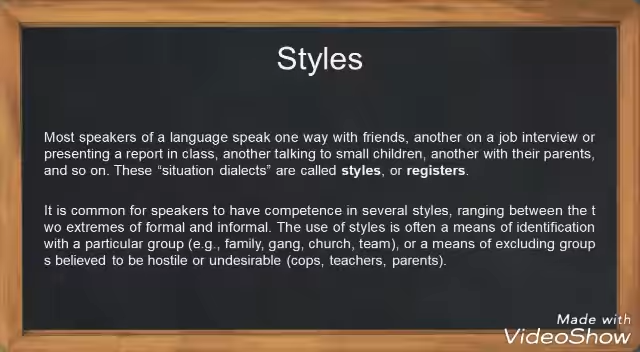 Styles
Most speakers of a language speak one way with friends, another on a job interview or
presenting a report in class, another talking to small children, another with their parents,
and so on. These “situation dialects” are called styles, or registers.
It is common for speakers to have competence in several styles, ranging between the t
wo extremes of formal and informal. The use of styles is often a means of identification
with a particular group (e.g., family, gang, church, team), or a means of excluding group
s believed to be hostile or undesirable (cops, teachers, parents).
Made with
VideoShow